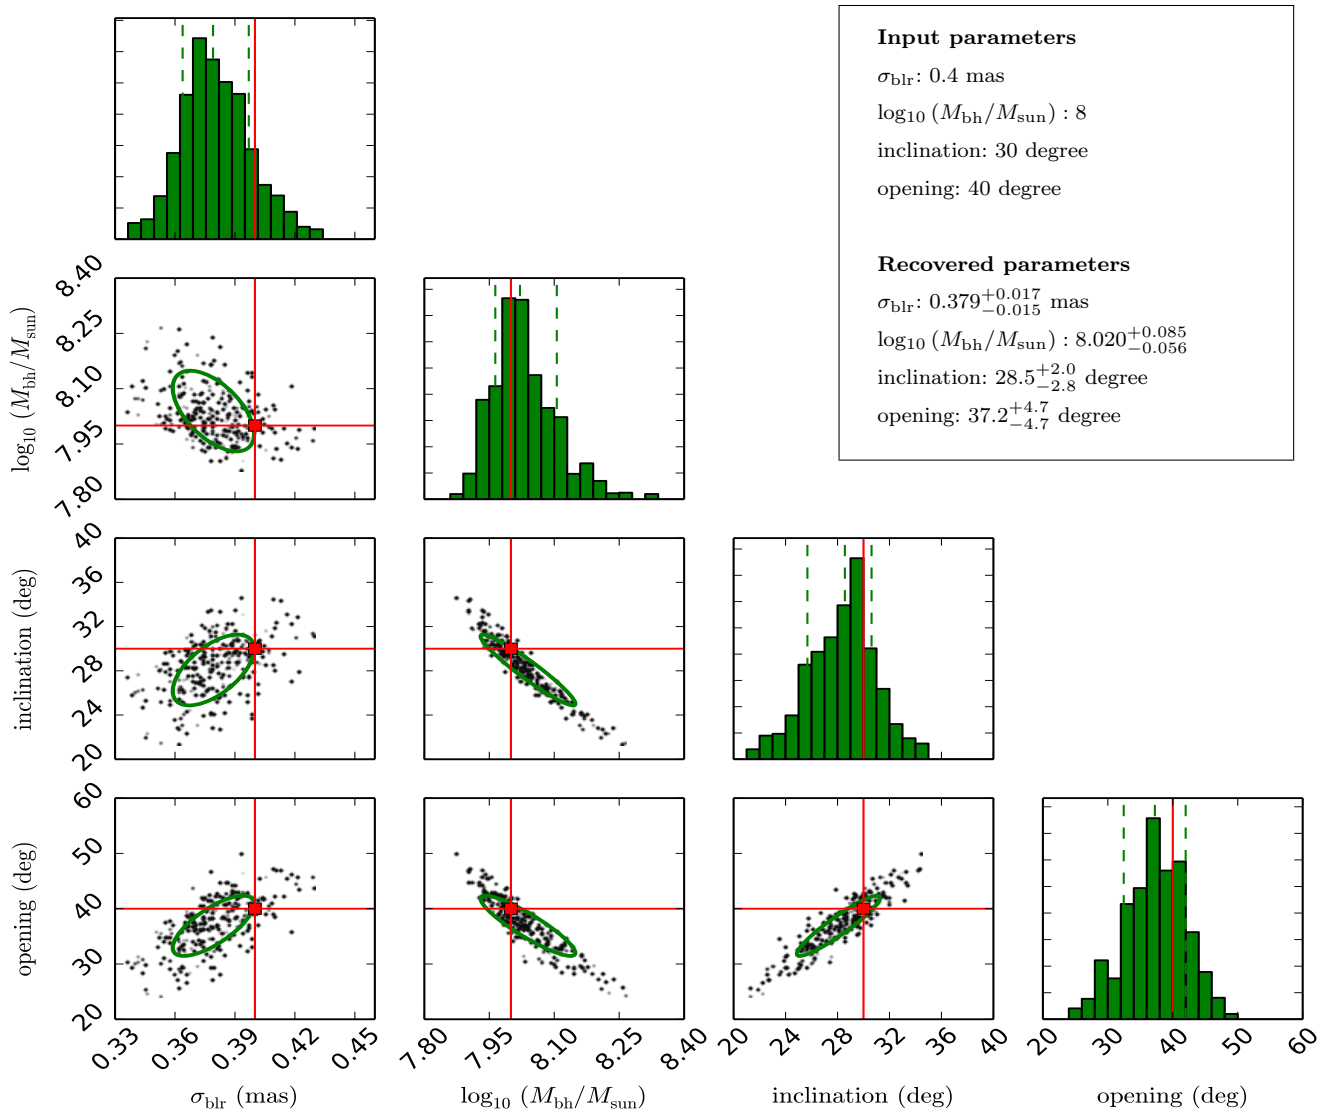 Input parameters
σblr: 0.4 mas
log10 (Mbh/Msun) : 8
inclination: 30 degree
opening: 40 degree
Recovered parameters
σblr: 0.379+0.017−0.015 mas
log10 (Mbh/Msun) : 8.020+0.085−0.056
inclination: 28.5+2.0−2.8 degree
opening: 37.2+4.7−4.7 degree
log10 (Mbh/Msun)
8.40
8.25
8.10
7.95
7.80
inclination (deg)
40
36
32
28
24
20
opening (deg)
60
50
40
30
20
0.33 0.36 0.39 0.42 0.45
7.80 7.95 8.10 8.25 8.40
20 24 28 32 36 40
20 30 40 50 60
σblr (mas)
log10 (Mbh/Msun)
inclination (deg)
opening (deg)